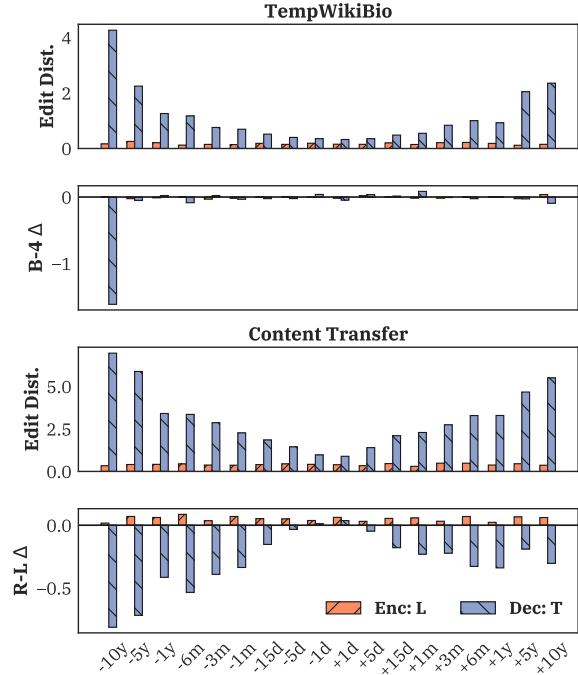 TempWikiBio
Edit Dist.
4
2
0
B-4 Δ
0
−1
Content Transfer
Edit Dist.
5.0
2.5
0.0
R-L Δ
0.0
−0.5
Enc: L
Dec: T
-10y
-5y
-1y
-6m
-3m
-1m
-15d
-5d
-1d
+1d
+5d
+15d
+1m
+3m
+6m
+1y
+5y
+10y